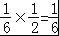 1/6 × 1/2 = 1/6